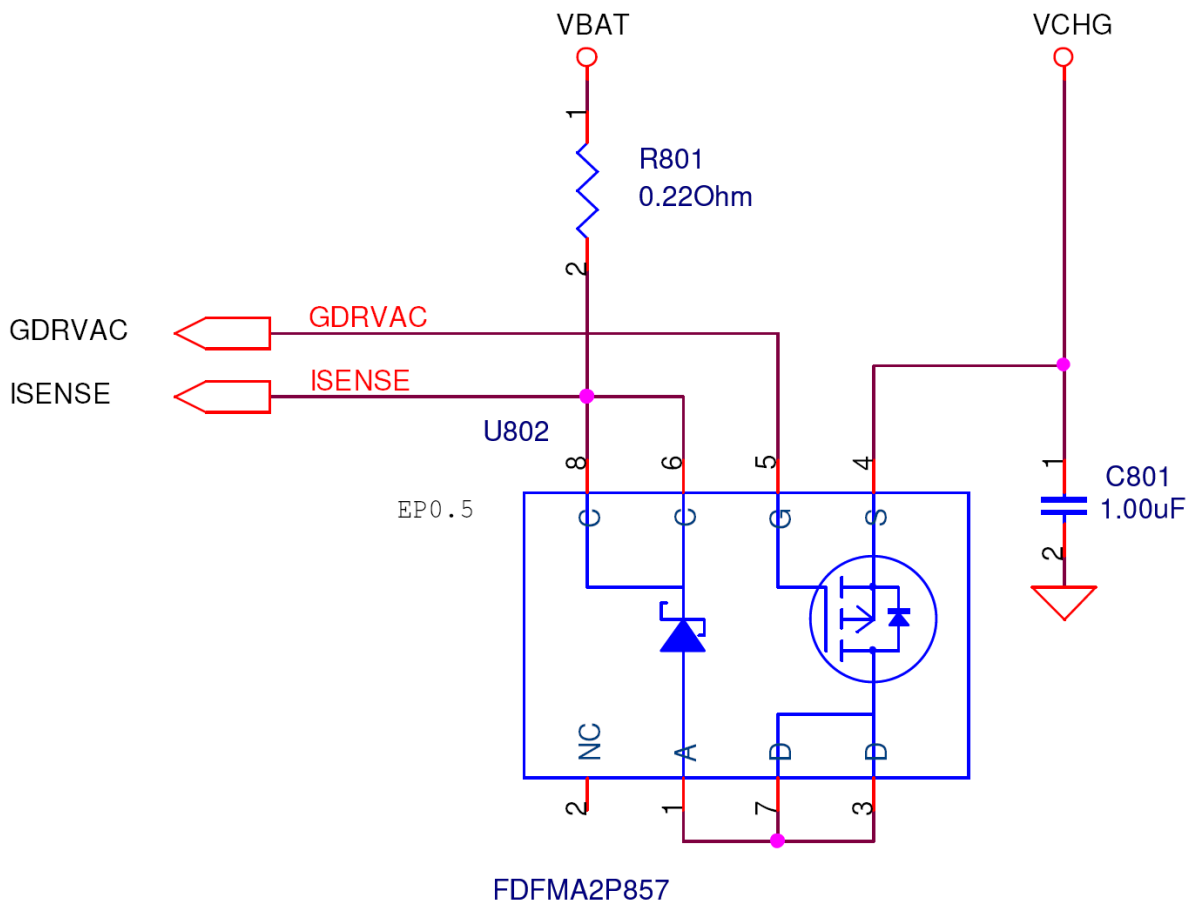 VBAT
VCHG
1
R801
0.22Ohm
2
GDRVAC
GDRVAC
ISENSE
ISENSE
U802
8
6
5
4
1
C801
1.00uF
EP0.5
C
C
G
S
2
NC
A
D
D
2
1
7
3
FDFMA2P857